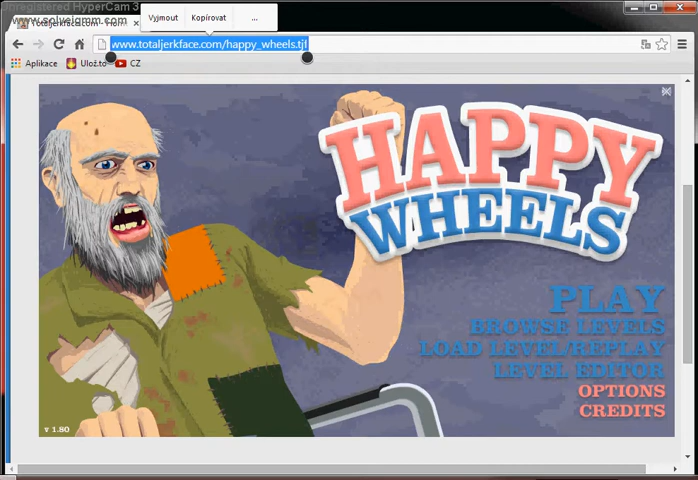 Unregistered HyperCam 3
www.solveigmm.com
Vyjmout
Kopírovat
...
www.totaljerkface.com/happy_wheels.tjf
Aplikace
Ulož.to
CZ
HAPPY
WHEELS
PLAY
BROWSE LEVELS
LOAD LEVEL/REPLAY
LEVEL EDITOR
OPTIONS
CREDITS
v 1.80